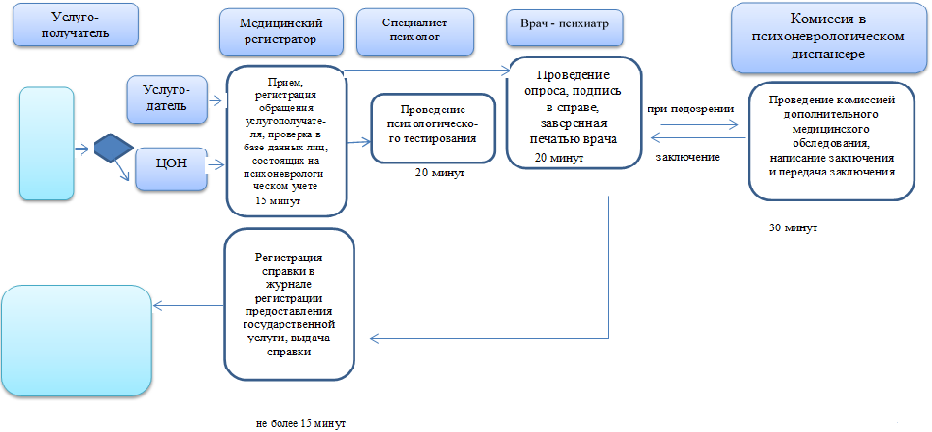 Услуго-
получатель
Медицинский
регистратор
Специалист
психолог
Врач - психиатр
Комиссия в
психоневрологическом
диспансере
Услуго-
датель
ЦОН
Прием,
регистрация
обращения
услугополучате-
ля, проверка в
базе данных лиц,
состоящих на
психоневрологи
ческом учете
15 минут
Проведение
психологическо-
го тестирования
20 минут
Проведение
опроса, подпись
в справе,
заверянная
печатью врача
20 минут
при подозрении
заключение
Проведение комиссией
дополнительного
медицинского
обследования,
написание заключения
и передача заключения
30 минут
Регистрация
справки в
журнале
регистрации
предоставления
государственной
услуги, выдача
справки
не более 15 минут